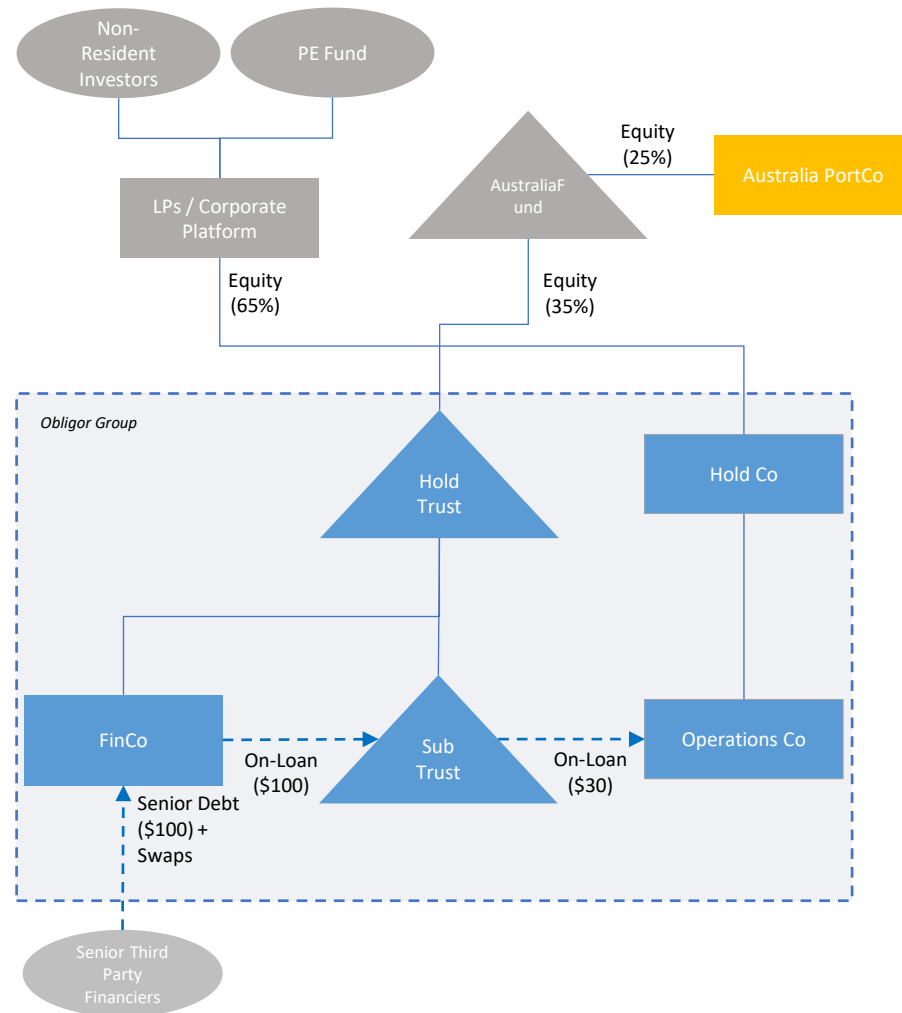 Non-
Resident
Investors
PE Fund
Equity
(25%)
Australia PortCo
AustraliaF
und
LPs / Corporate
Platform
Equity
(65%)
Equity
(35%)
Obligor Group
Hold
Trust
Hold Co
FinCo
On-Loan
($100)
Sub
Trust
On-Loan
($30)
Operations Co
Senior Debt
($100) +
Swaps
Senior Third
Party
Financiers